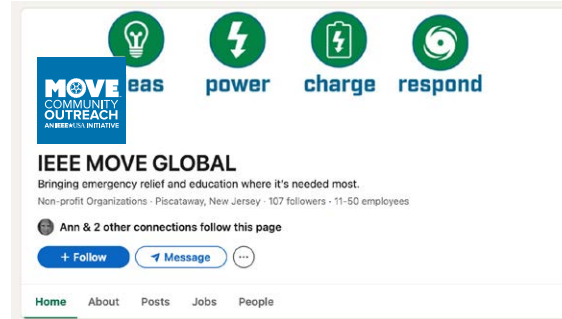 eas power charge respond
MOVE
COMMUNITY
OUTREACH
AN IEEE★USA INITIATIVE
IEEE MOVE GLOBAL
Bringing emergency relief and education where it's needed most.
Non-profit Organizations · Piscataway, New Jersey · 107 followers · 11-50 employees
Ann & 2 other connections follow this page
+ Follow Message ···
Home About Posts Jobs People